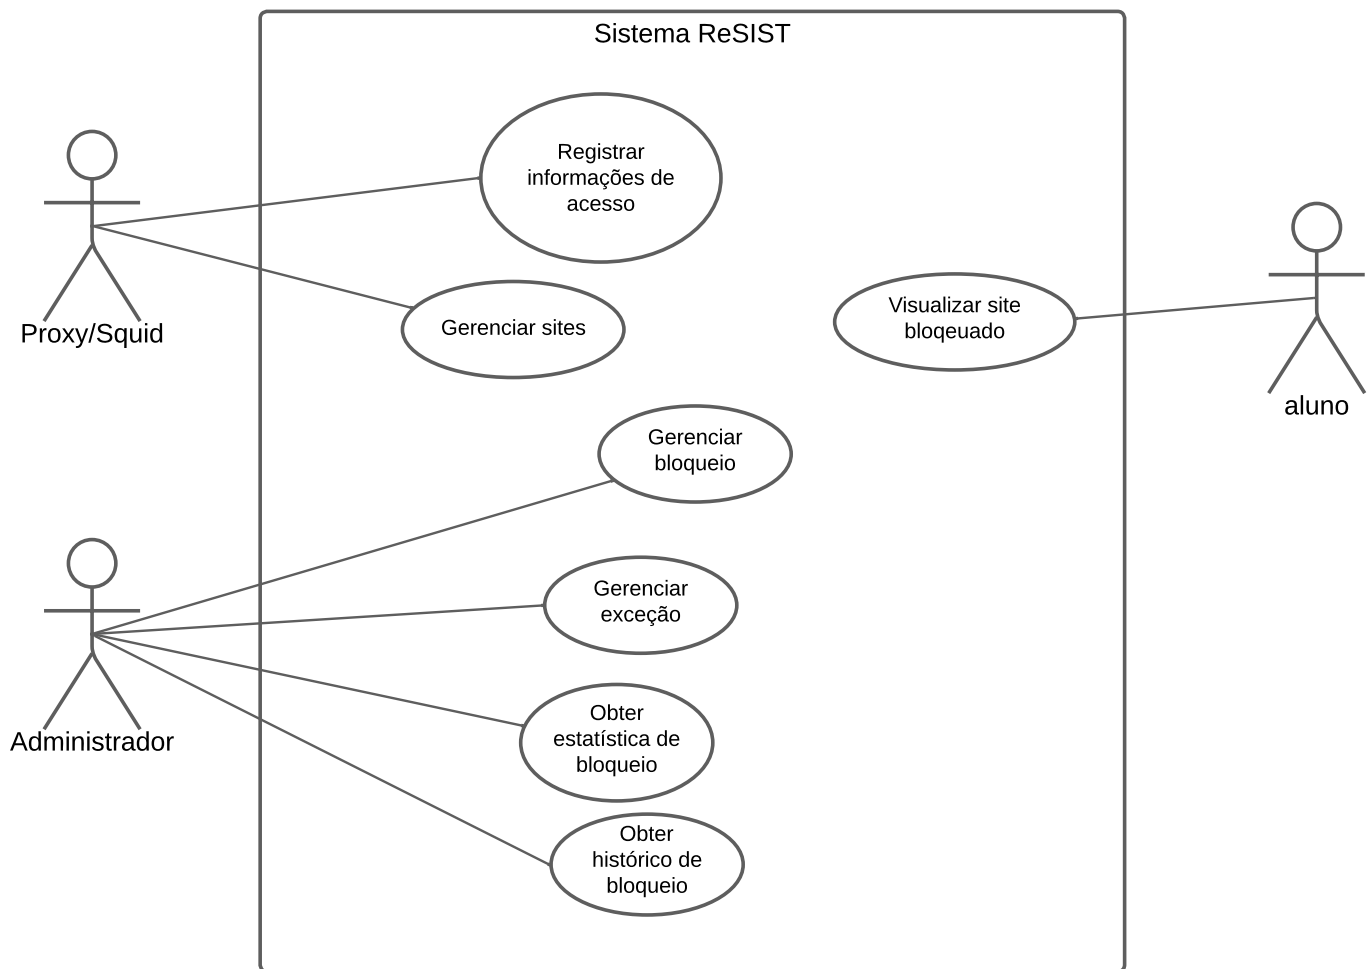 Sistema ReSIST
Registrar
informações de
acesso
Proxy/Squid
Gerenciar sites
Visualizar site
bloqeuado
aluno
Gerenciar
bloqueio
Gerenciar
exceção
Administrador
Obter
estatística de
bloqueio
Obter
histórico de
bloqueio